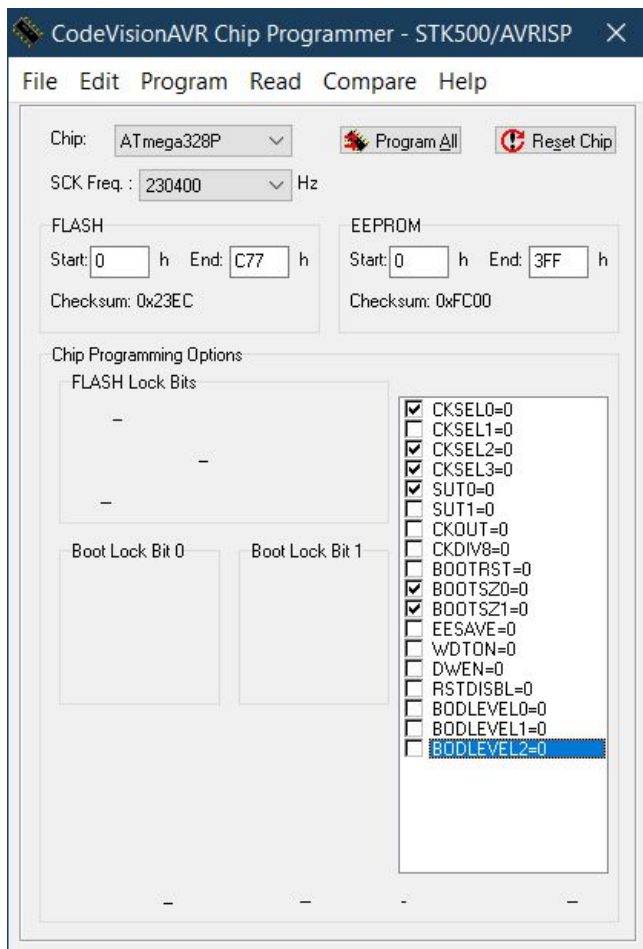 CodeVisionAVR Chip Programmer - STK500/AVRISP
File Edit Program Read Compare Help
Chip: ATmega328P Program All Reset Chip
SCK Freq. : 230400 Hz
FLASH
Start: 0 h End: C77 h
Checksum: 0x23EC
EEPROM
Start: 0 h End: 3FF h
Checksum: 0xFC00
Chip Programming Options
FLASH Lock Bits
Boot Lock Bit 0
Boot Lock Bit 1
CKSEL0=0
CKSEL1=0
CKSEL2=0
CKSEL3=0
SUT0=0
SUT1=0
CKOUT=0
CKDIV8=0
BOOTRST=0
BOOTSZ0=0
BOOTSZ1=0
EESAVE=0
WDTON=0
DWEN=0
RSTDISBL=0
BODLEVEL0=0
BODLEVEL1=0
BODLEVEL2=0